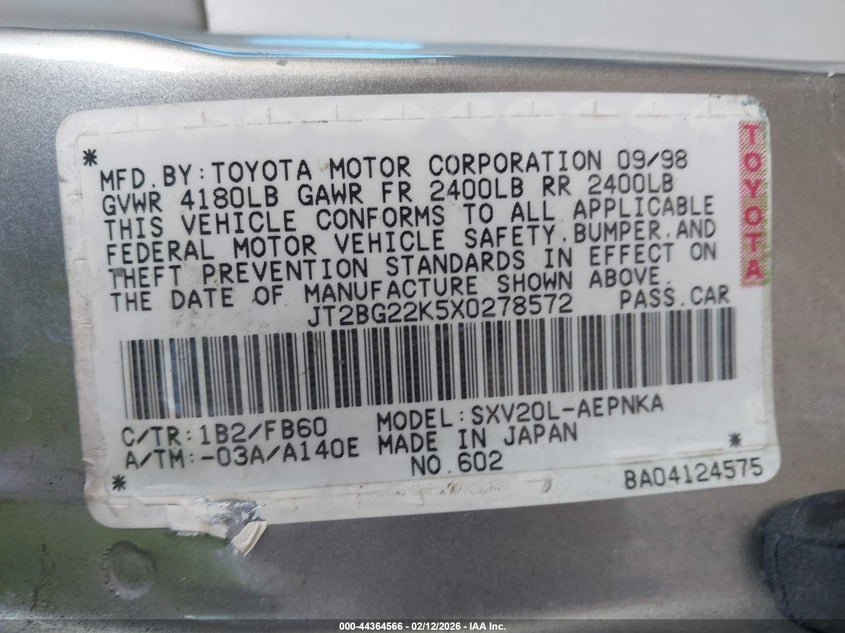 *
MFD.BY:TOYOTA MOTOR CORPORATION 09/98
GVWR 4180LB GAWR FR 2400LB RR 2400LB
THIS VEHICLE CONFORMS TO ALL APPLICABLE
FEDERAL MOTOR VEHICLE SAFETY,BUMPER,AND
THEFT PREVENTION STANDARDS IN EFFECT ON
THE DATE OF MANUFACTURE SHOWN ABOVE.
JT2BG22K5X0278572 PASS.CAR
TOYOTA
C/TR:1B2/FB60 MODEL:SXV20L-AEPNKA
A/TM:-03A/A140E MADE IN JAPAN
*
* NO.602 BA04124575
000-44364566 - 02/12/2026 - IAA Inc.